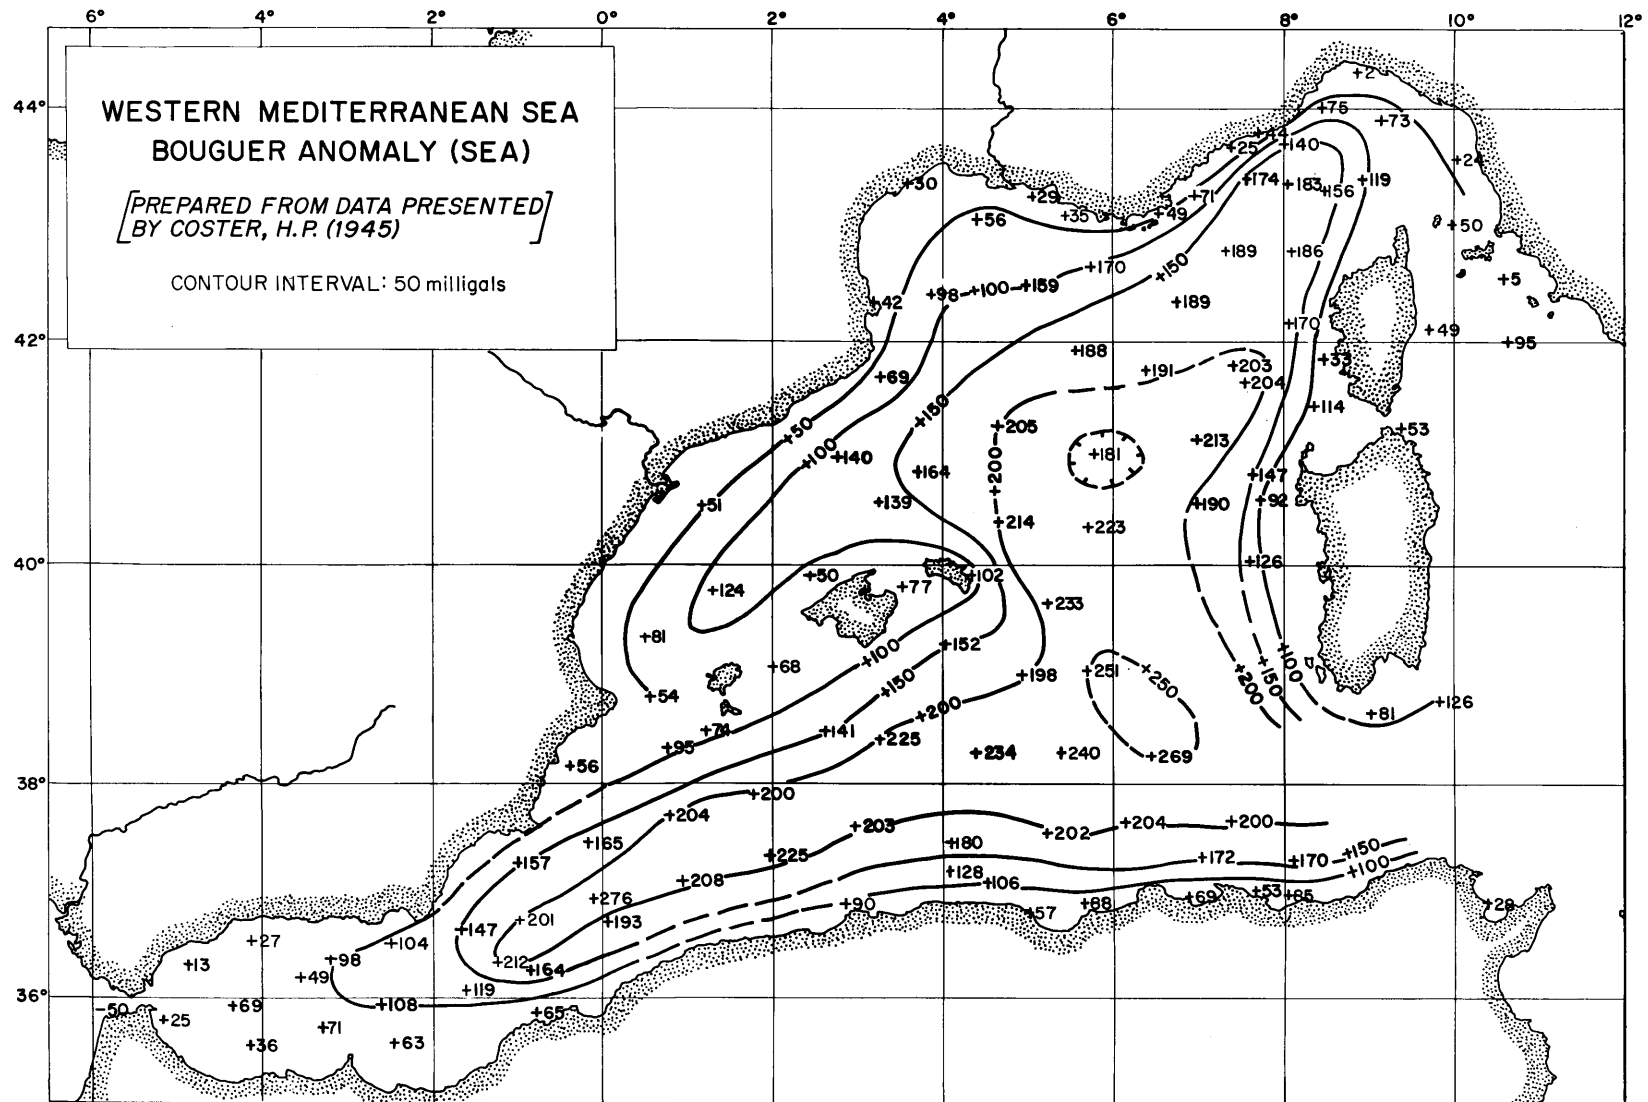 6° 4° 2° 0° 2° 4° 6° 8° 10° 12°
WESTERN MEDITERRANEAN SEA
BOUGUER ANOMALY (SEA)
[PREPARED FROM DATA PRESENTED
BY COSTER, H.P. (1945)]
CONTOUR INTERVAL: 50 milligals
+2
44° +75 +73
+44 +140
+25 +24
+30 +174 +183 +156 +119
+29 +71
+56 +35 +49 +50
+189 +186
+170 +150 +5
+42 +98 +100 +159 +189
+170 +49
42° +188 +95
+33
+69 +191 +203
+204
+150 +114
+50 +205 +213 +53
+100 +140 +181
+164 +200 +147
+51 +139 +190 +92
+214 +223
40° +126
+50 +102
+124 +77 +233
+81
+100 +152 +100
+68 +198 +251 +250 +150
+54 +150 +200
+200 +126
+74 +141 +81
+95 +225
+56 +234 +240 +269
38°
+200
+204 +203 +204 +200
+202
+165 +180 +150
+157 +225 +172 +170
+128 +100
+208 +106
+276 +90 +88 +69 +53 +85 +28
+201 +193 +57
+147
+27 +104
+13 +98 +212 +164
+49
+119
36° +69 +108
-50 +25 +65
+71
+36 +63